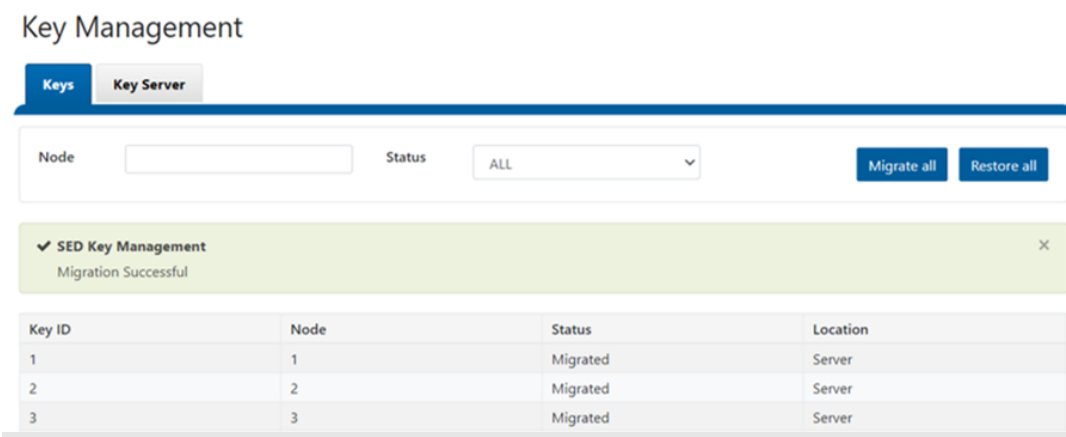 Key Management
Keys Key Server
Node Status ALL Migrate all Restore all
SED Key Management ×
Migration Successful
Key ID Node Status Location
1 1 Migrated Server
2 2 Migrated Server
3 3 Migrated Server